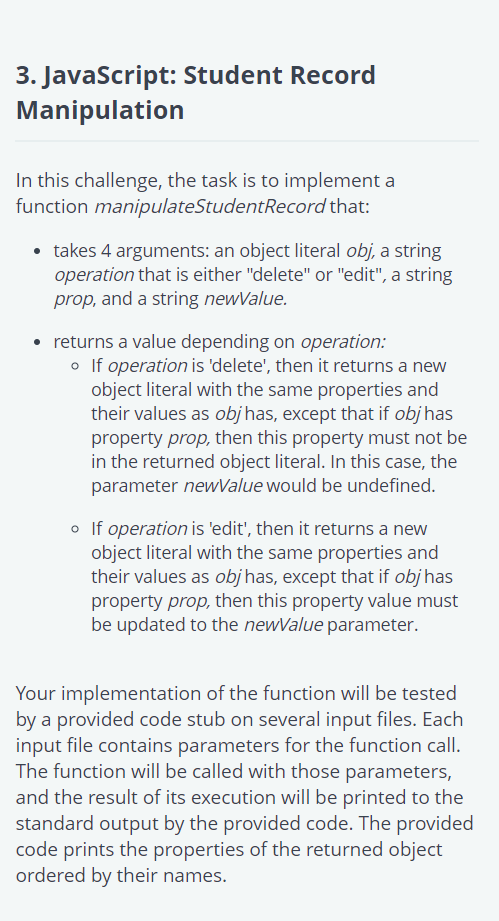 3. JavaScript: Student Record
Manipulation
In this challenge, the task is to implement a
function manipulateStudentRecord that:
• takes 4 arguments: an object literal obj, a string
operation that is either "delete" or "edit", a string
prop, and a string newValue.
• returns a value depending on operation:
◦ If operation is 'delete', then it returns a new
object literal with the same properties and
their values as obj has, except that if obj has
property prop, then this property must not be
in the returned object literal. In this case, the
parameter newValue would be undefined.
◦ If operation is 'edit', then it returns a new
object literal with the same properties and
their values as obj has, except that if obj has
property prop, then this property value must
be updated to the newValue parameter.
Your implementation of the function will be tested
by a provided code stub on several input files. Each
input file contains parameters for the function call.
The function will be called with those parameters,
and the result of its execution will be printed to the
standard output by the provided code. The provided
code prints the properties of the returned object
ordered by their names.